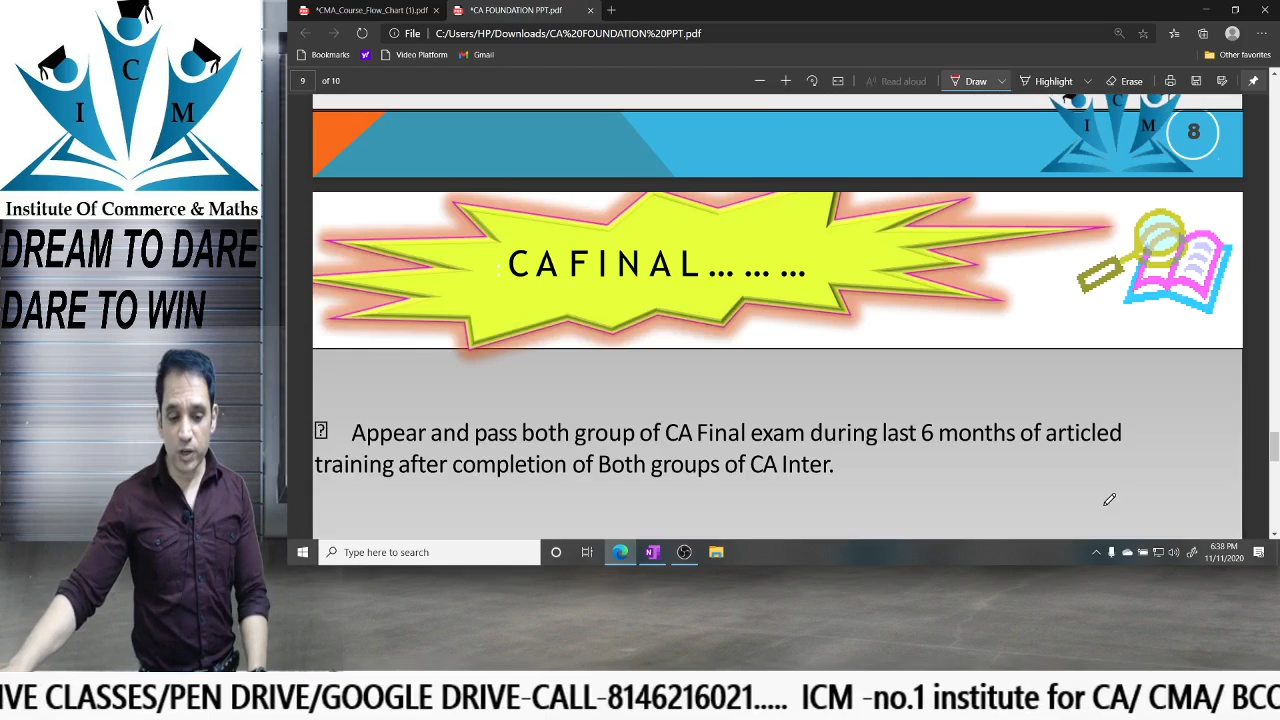 C
I M
Institute Of Commerce & Maths
DREAM TO DARE
DARE TO WIN
*CMA_Course_Flow_Chart (1).pdf
*CA FOUNDATION PPT.pdf
File C:/Users/HP/Downloads/CA%20FOUNDATION%20PPT.pdf
Bookmarks Video Platform Gmail Other favorites
9 of 10 Read aloud Draw Highlight Erase
C
I M 8
: C A F I N A L … … …
Appear and pass both group of CA Final exam during last 6 months of articled
training after completion of Both groups of CA Inter.
Type here to search
6:38 PM
11/11/2020
IVE CLASSES/PEN DRIVE/GOOGLE DRIVE-CALL-8146216021..... ICM -no.1 institute for CA/ CMA/ BCC